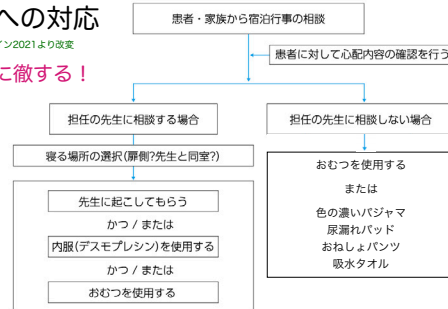 への対応
イン2021より改変
に徹する！
患者・家族から宿泊行事の相談
患者に対して心配内容の確認を行う
担任の先生に相談する場合
担任の先生に相談しない場合
寝る場所の選択(扉側?先生と同室?)
先生に起こしてもらう
かつ / または
内服(デスモプレシン)を使用する
かつ / または
おむつを使用する
おむつを使用する
または
色の濃いパジャマ
尿漏れパッド
おねしょパンツ
吸水タオル